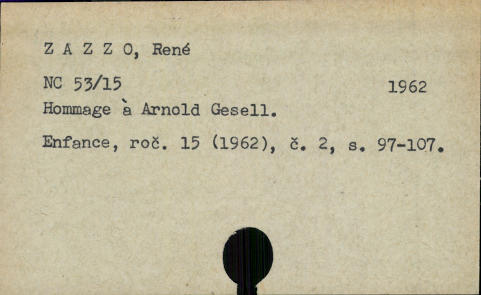 Z A Z Z O, René
NC 53/15 1962
Hommage à Arnold Gesell.
Enfance, roč. 15 (1962), č. 2, s. 97-107.